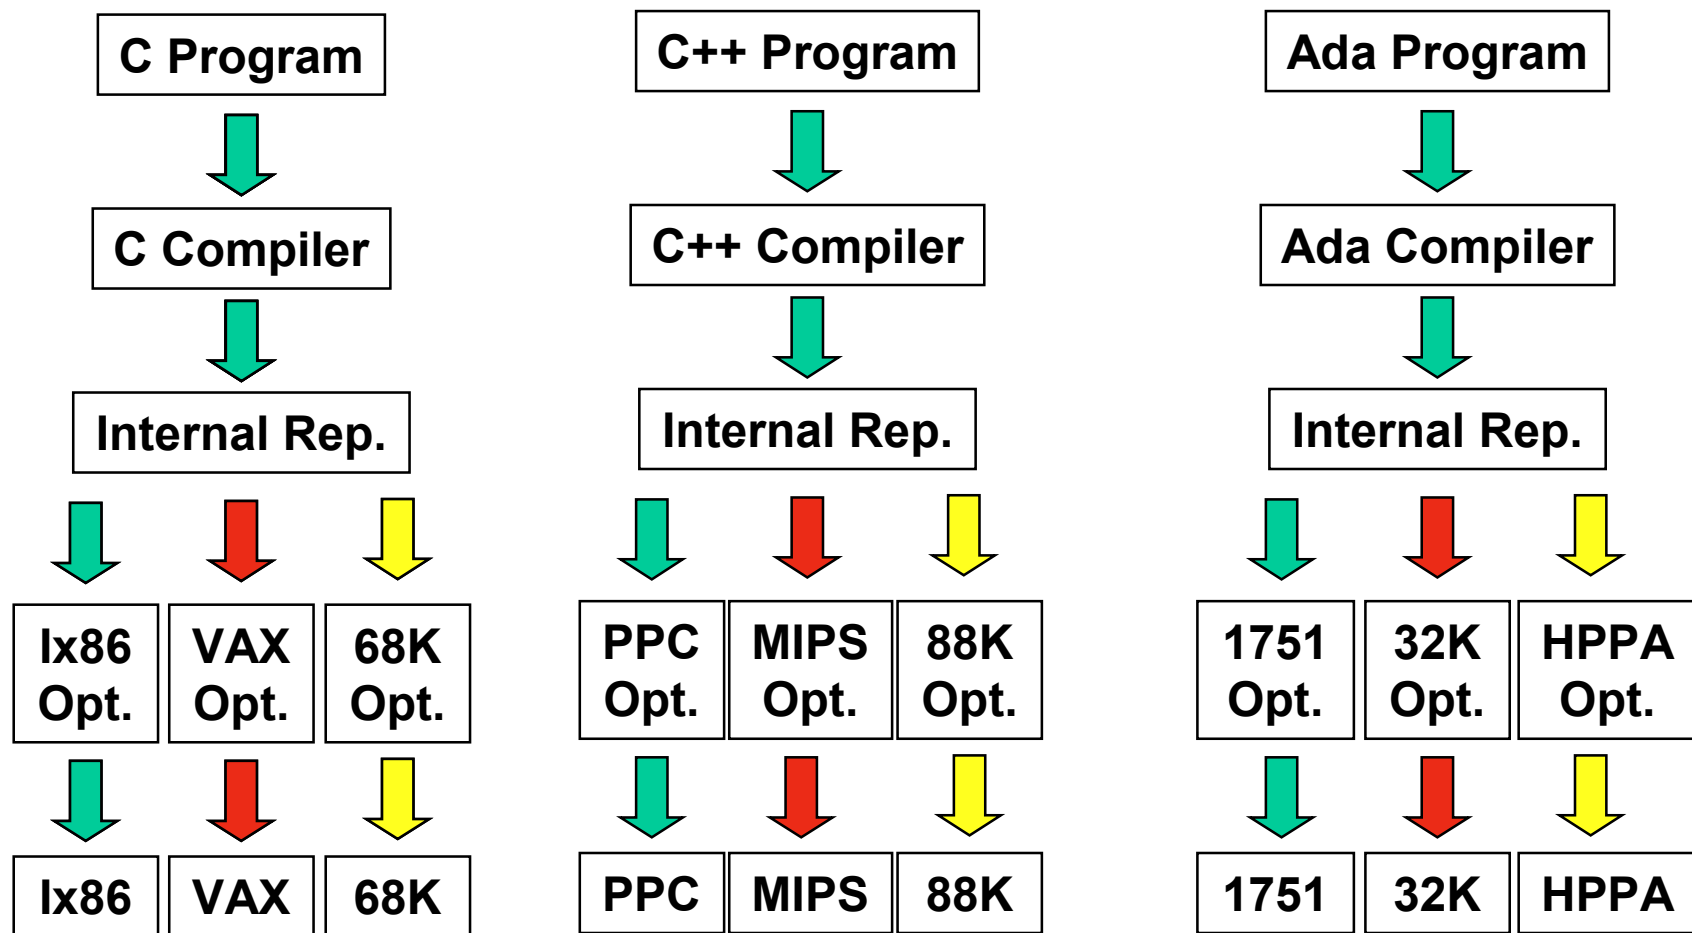 C Program
C++ Program
Ada Program
C Compiler
C++ Compiler
Ada Compiler
Internal Rep.
Internal Rep.
Internal Rep.
Ix86
Opt.
VAX
Opt.
68K
Opt.
PPC
Opt.
MIPS
Opt.
88K
Opt.
1751
Opt.
32K
Opt.
HPPA
Opt.
Ix86
VAX
68K
PPC
MIPS
88K
1751
32K
HPPA